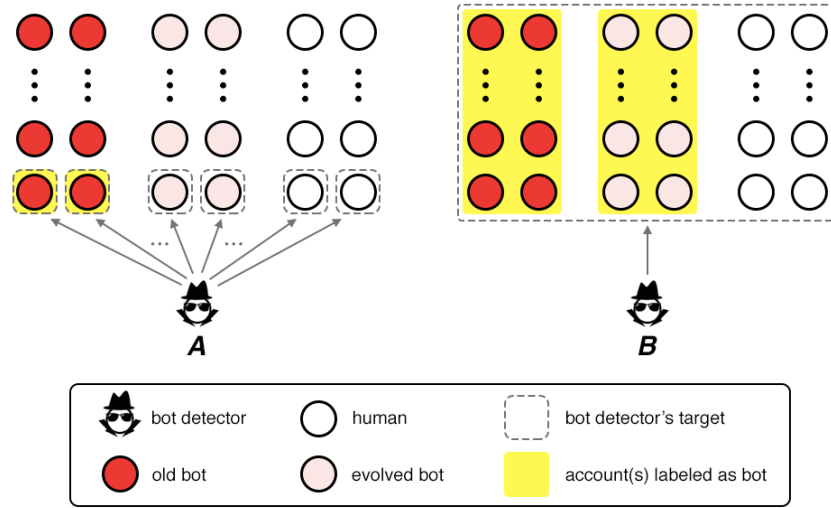 ... ...
A B
bot detector human bot detector's target
old bot evolved bot account(s) labeled as bot